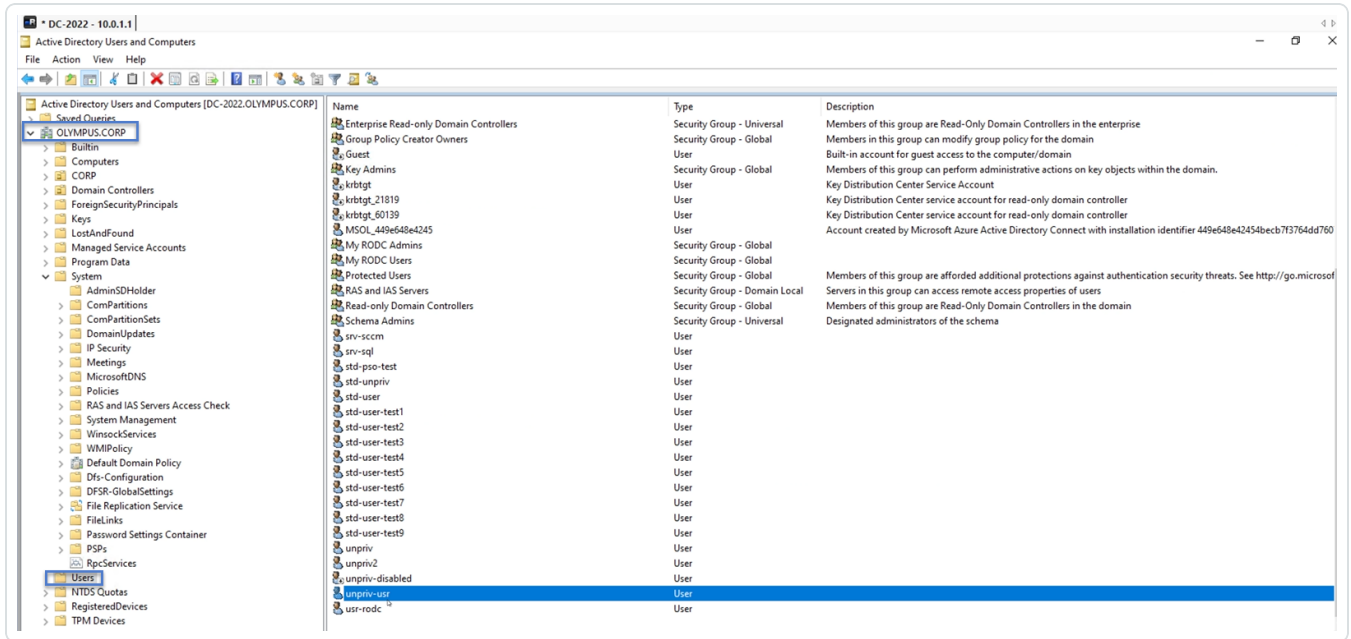 * DC-2022 - 10.0.1.1
Active Directory Users and Computers
File Action View Help
Active Directory Users and Computers [DC-2022.OLYMPUS.CORP]
Saved Queries
OLYMPUS.CORP
Builtin
Computers
CORP
Domain Controllers
ForeignSecurityPrincipals
Keys
LostAndFound
Managed Service Accounts
Program Data
System
AdminSDHolder
ComPartitions
ComPartitionSets
DomainUpdates
IP Security
Meetings
MicrosoftDNS
Policies
RAS and IAS Servers Access Check
System Management
WinsockServices
WMIPolicy
Default Domain Policy
Dfs-Configuration
DFSR-GlobalSettings
File Replication Service
FileLinks
Password Settings Container
PSPs
RpcServices
Users
NTDS Quotas
RegisteredDevices
TPM Devices
Name Type Description
Enterprise Read-only Domain Controllers Security Group - Universal Members of this group are Read-Only Domain Controllers in the enterprise
Group Policy Creator Owners Security Group - Global Members in this group can modify group policy for the domain
Guest User Built-in account for guest access to the computer/domain
Key Admins Security Group - Global Members of this group can perform administrative actions on key objects within the domain.
krbtgt User Key Distribution Center Service Account
krbtgt_21819 User Key Distribution Center service account for read-only domain controller
krbtgt_60139 User Key Distribution Center service account for read-only domain controller
MSOL_449e648e4245 User Account created by Microsoft Azure Active Directory Connect with installation identifier 449e648e42454becb7f3764dd760
My RODC Admins Security Group - Global
My RODC Users Security Group - Global
Protected Users Security Group - Global Members of this group are afforded additional protections against authentication security threats. See http://go.microsof
RAS and IAS Servers Security Group - Domain Local Servers in this group can access remote access properties of users
Read-only Domain Controllers Security Group - Global Members of this group are Read-Only Domain Controllers in the domain
Schema Admins Security Group - Universal Designated administrators of the schema
srv-sccm User
srv-sql User
std-pso-test User
std-unpriv User
std-user User
std-user-test1 User
std-user-test2 User
std-user-test3 User
std-user-test4 User
std-user-test5 User
std-user-test6 User
std-user-test7 User
std-user-test8 User
std-user-test9 User
unpriv User
unpriv2 User
unpriv-disabled User
unpriv-usr User
usr-rodc User